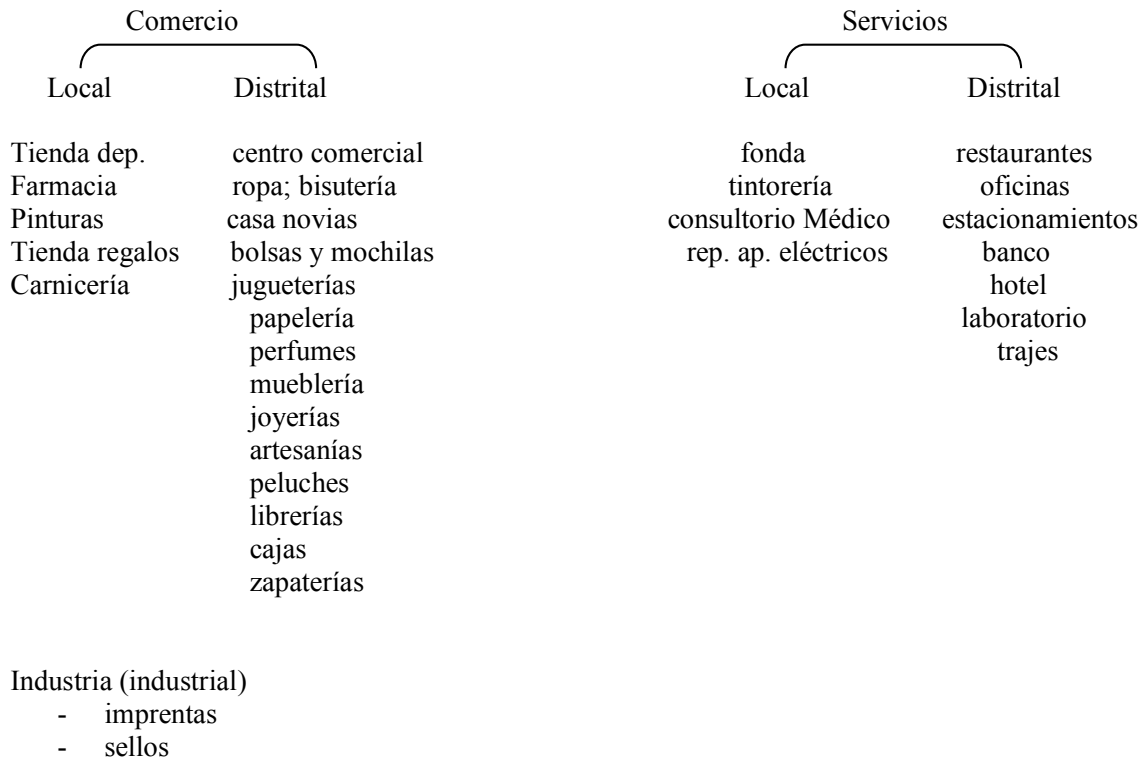 Comercio Servicios
Local Distrital Local Distrital
Tienda dep. centro comercial fonda restaurantes
Farmacia ropa; bisutería tintorería oficinas
Pinturas casa novias consultorio Médico estacionamientos
Tienda regalos bolsas y mochilas rep. ap. eléctricos banco
Carnicería jugueterías hotel
papelería laboratorio
perfumes trajes
mueblería
joyerías
artesanías
peluches
librerías
cajas
zapaterías
Industria (industrial)
- imprentas
- sellos